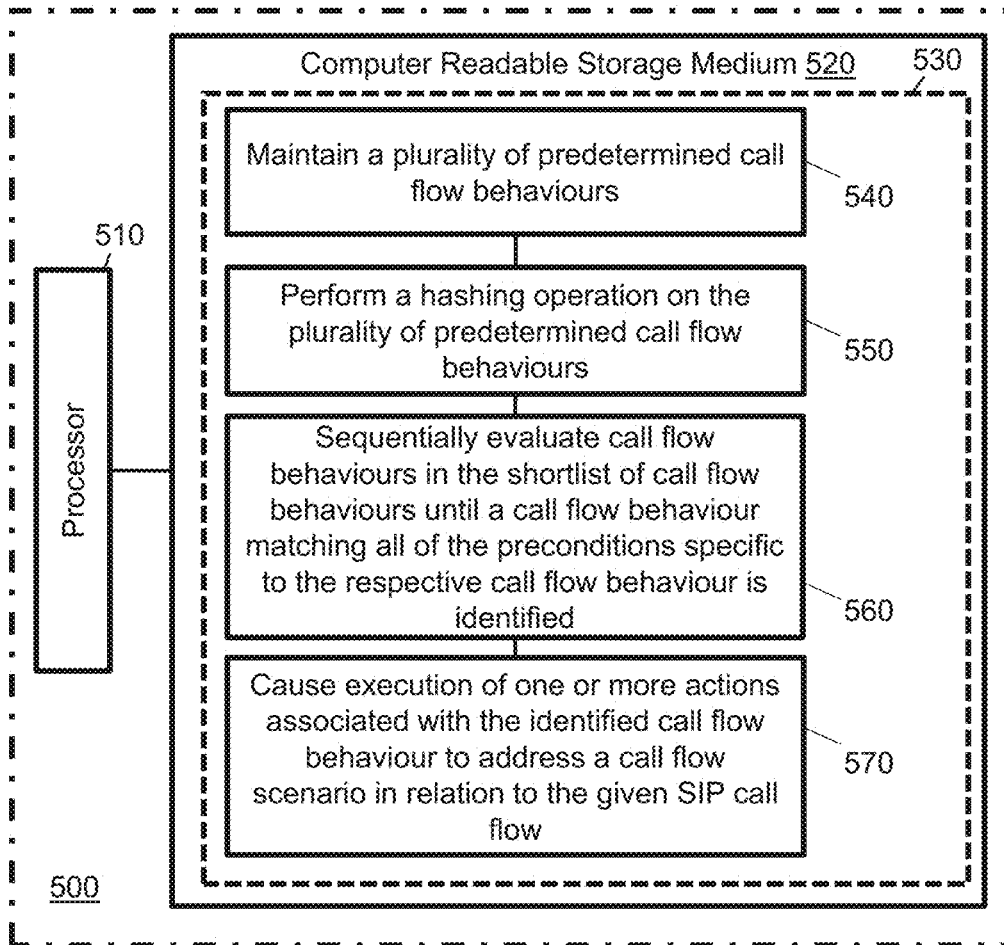 Computer Readable Storage Medium 520
530
Maintain a plurality of predetermined call
flow behaviours
540
510
Perform a hashing operation on the
plurality of predetermined call flow
behaviours
550
Processor
Sequentially evaluate call flow
behaviours in the shortlist of call flow
behaviours until a call flow behaviour
matching all of the preconditions specific
to the respective call flow behaviour is
identified
560
Cause execution of one or more actions
associated with the identified call flow
behaviour to address a call flow
scenario in relation to the given SIP call
flow
570
500